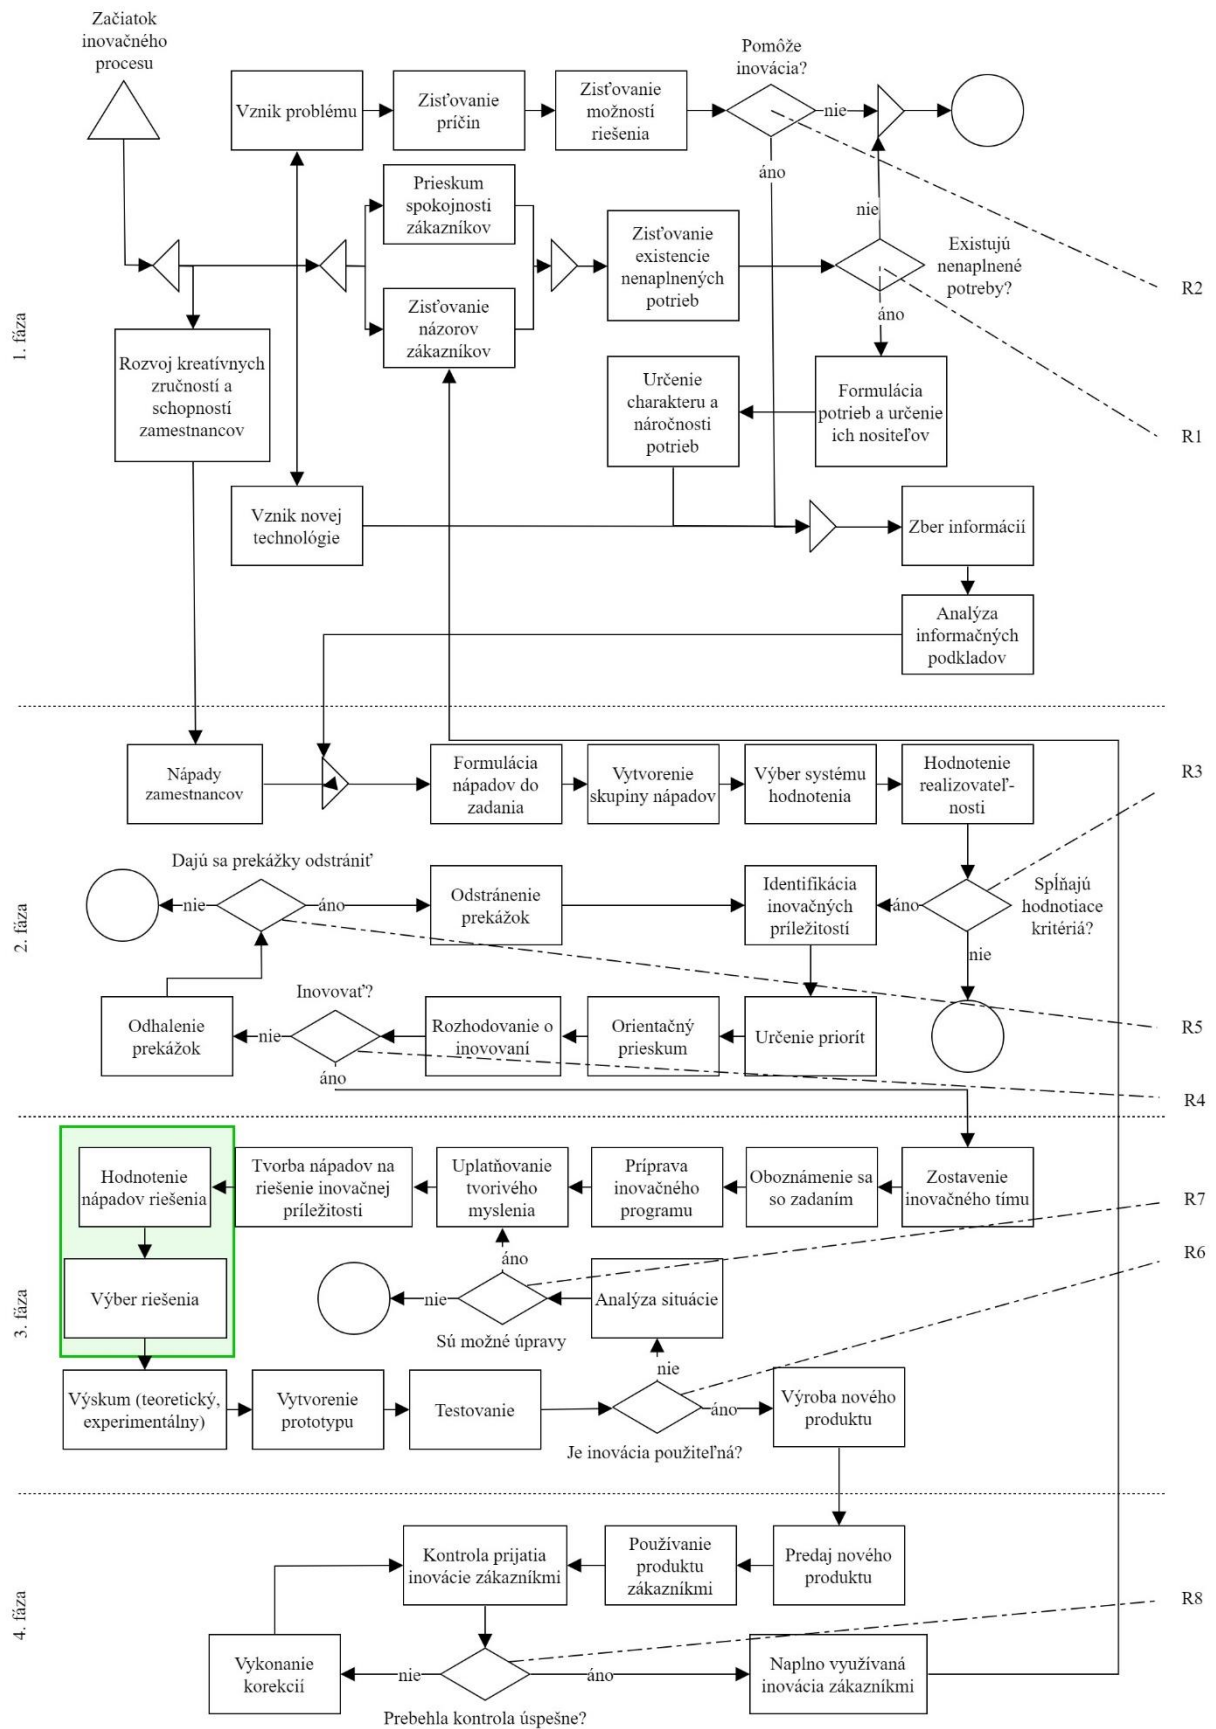 Začiatok
inovačného
procesu
Vznik problému
Zisťovanie
príčin
Zisťovanie
možností
riešenia
Pomôže
inovácia?
nie
áno
Prieskum
spokojnosti
zákazníkov
Zisťovanie
názorov
zákazníkov
Zisťovanie
existencie
nenaplnených
potrieb
nie
Existujú
nenaplnené
potreby?
áno
R2
1. fáza
Rozvoj kreatívnych
zručností a
schopností
zamestnancov
Určenie
charakteru a
náročnosti
potrieb
Formulácia
potrieb a určenie
ich nositeľov
R1
Vznik novej
technológie
Zber informácií
Analýza
informačných
podkladov
Nápady
zamestnancov
Formulácia
nápadov do
zadania
Vytvorenie
skupiny nápadov
Výber systému
hodnotenia
Hodnotenie
realizovateľ-
nosti
R3
Dajú sa prekážky odstrániť
nie
áno
Odstránenie
prekážok
Identifikácia
inovačných
príležitostí
áno
Spĺňajú
hodnotiace
kritériá?
nie
2. fáza
Odhalenie
prekážok
nie
Inovovať?
áno
Rozhodovanie o
inovovaní
Orientačný
prieskum
Určenie priorít
R5
R4
Hodnotenie
nápadov riešenia
Tvorba nápadov na
riešenie inovačnej
príležitosti
Uplatňovanie
tvorivého
myslenia
Príprava
inovačného
programu
Oboznámenie sa
so zadaním
Zostavenie
inovačného tímu
R7
R6
áno
Výber riešenia
nie
Analýza situácie
Sú možné úpravy
3. fáza
nie
Výskum (teoretický,
experimentálny)
Vytvorenie
prototypu
Testovanie
áno
Výroba nového
produktu
Je inovácia použiteľná?
Kontrola prijatia
inovácie zákazníkmi
Používanie
produktu
zákazníkmi
Predaj nového
produktu
4. fáza
R8
Vykonanie
korekcií
nie
áno
Naplno využívaná
inovácia zákazníkmi
Prebehla kontrola úspešne?